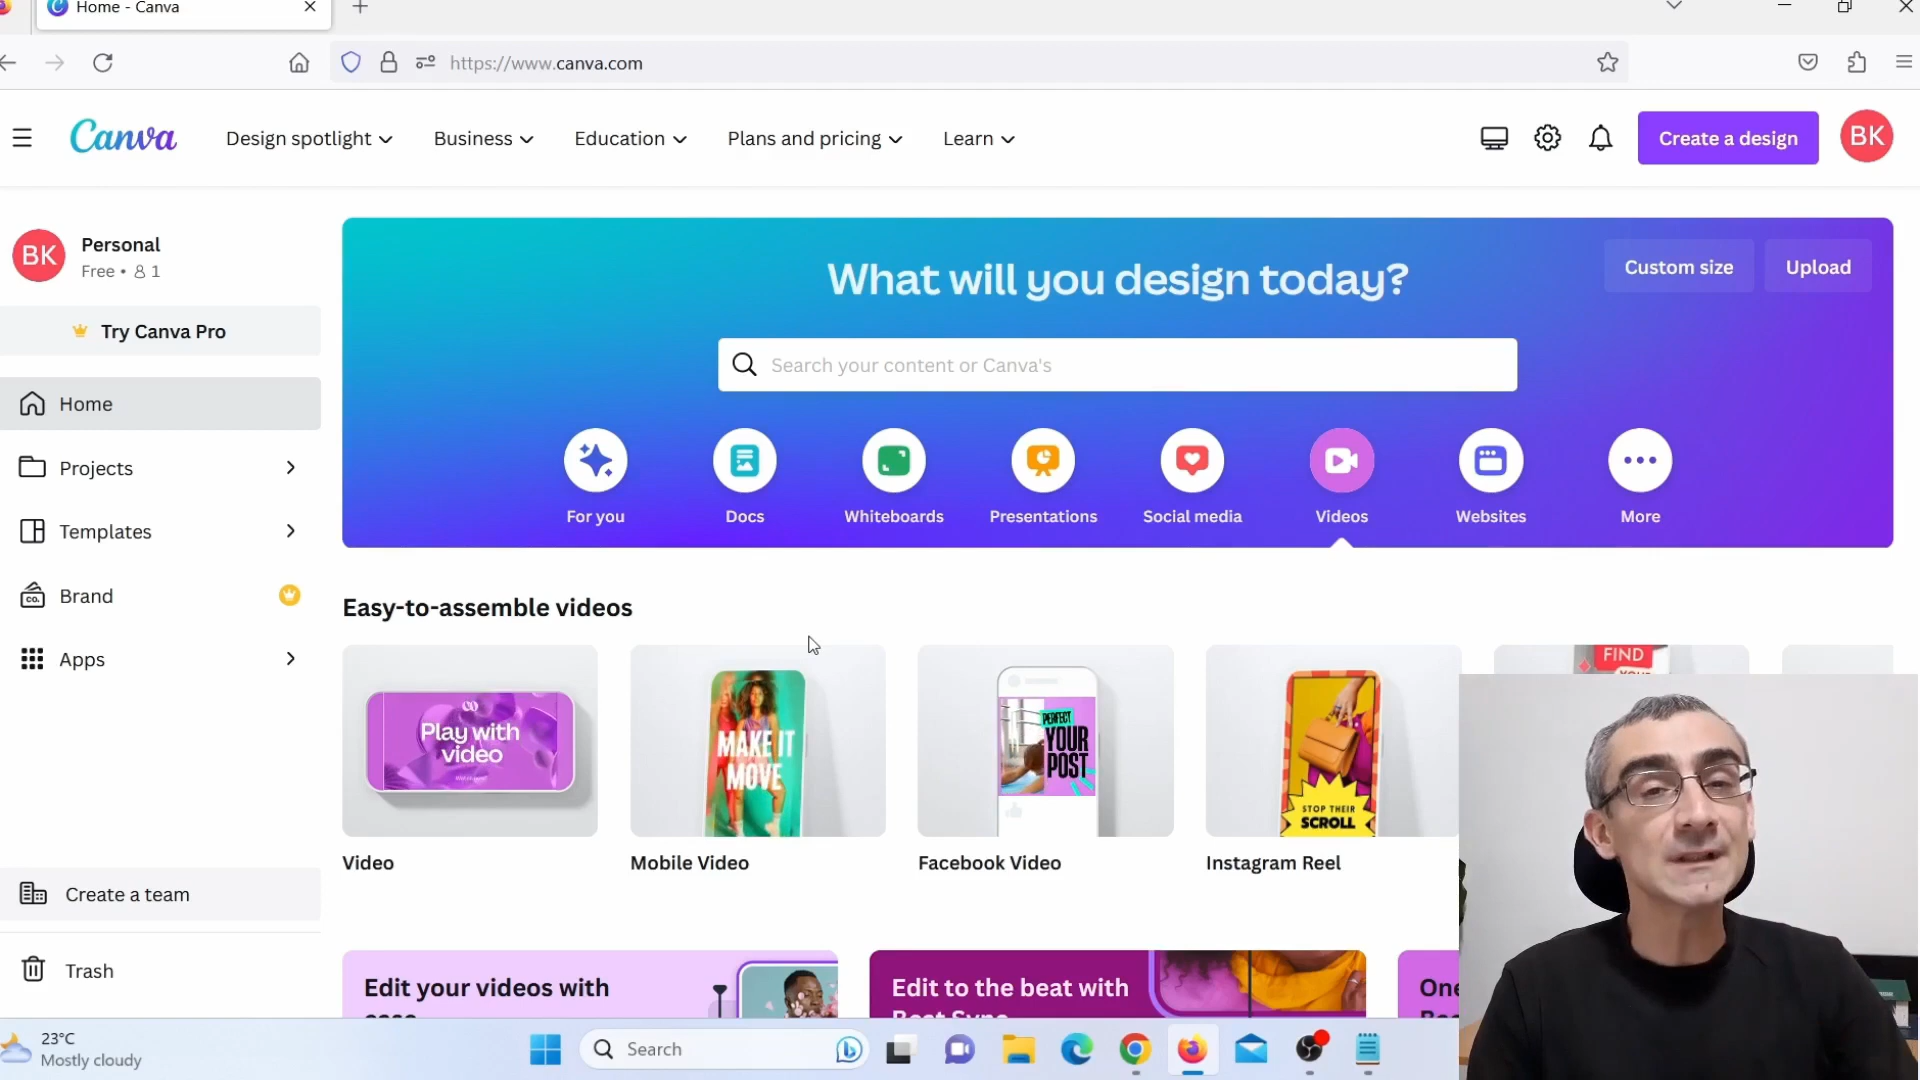 Home - Canva
https://www.canva.com
Canva
Design spotlight
Business
Education
Plans and pricing
Learn
Create a design
BK
BK
Personal
Free • 1
Try Canva Pro
Home
Projects
Templates
CO.
Brand
Apps
Create a team
Trash
What will you design today?
Custom size
Upload
Search your content or Canva's
For you
Docs
Whiteboards
Presentations
Social media
Videos
Websites
More
Easy-to-assemble videos
Play with
video
MAKE IT
MOVE
PERFECT
YOUR
POST
STOP THEIR
SCROLL
FIND
Video
Mobile Video
Facebook Video
Instagram Reel
Edit your videos with
ease
Edit to the beat with
Beat Sync
One
23°C
Mostly cloudy
Search